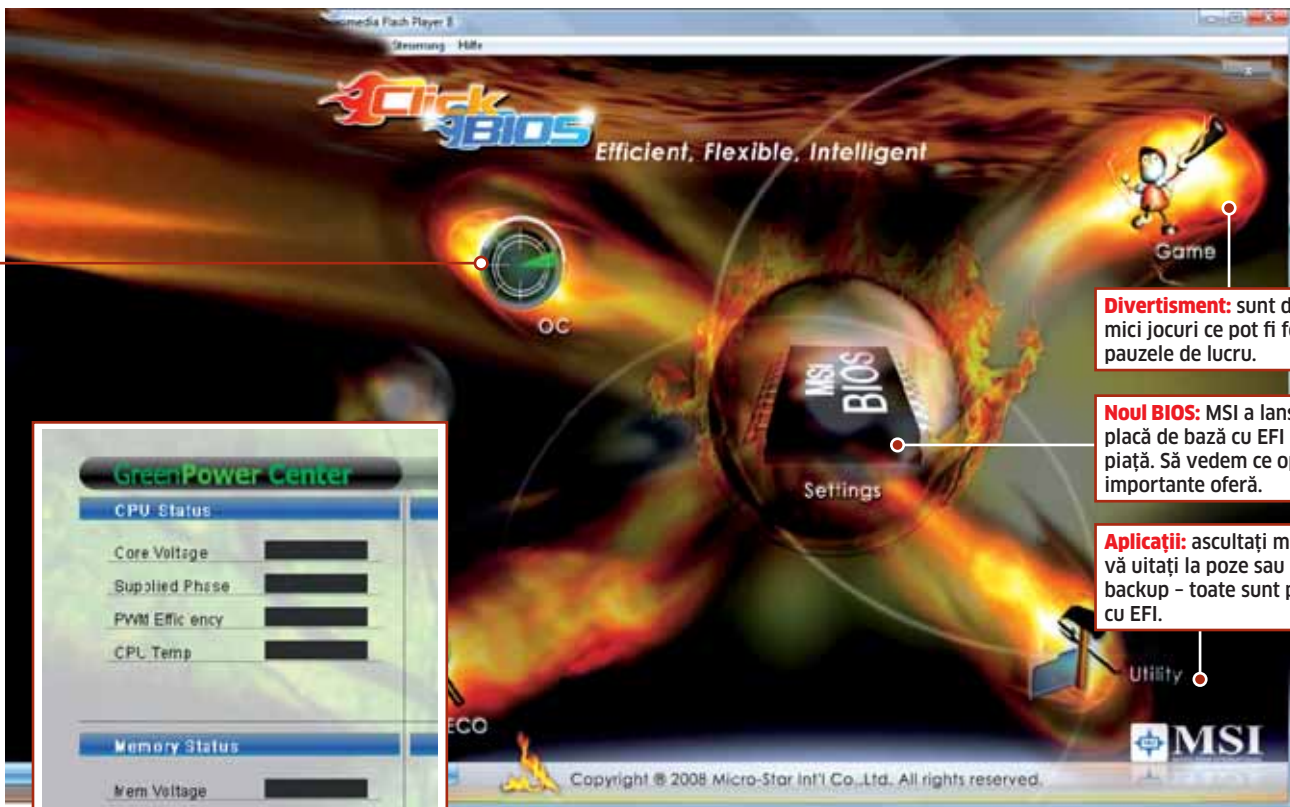 Flash Player 8
Steuerung Hilfe
Click
BIOS
Efficient, Flexible, Intelligent
OC
Game
MSI
BIOS
Settings
Divertisment: sunt
mici jocuri ce pot fi
pauzele de lucru.
Noul BIOS: MSI a
placă de bază cu EFI
piață. Să vedem ce
importante oferă.
Aplicații: ascultați
vă uitați la poze sau
backup – toate sunt
cu EFI.
GreenPower Center
CPU Status
Core Voltage
Supplied Phase
PWM Efficiency
CPU Temp
Memory Status
Mem Voltage
ECO
Utility
MSI
Copyright ® 2008 Micro-Star Int'l Co.,Ltd. All rights reserved.